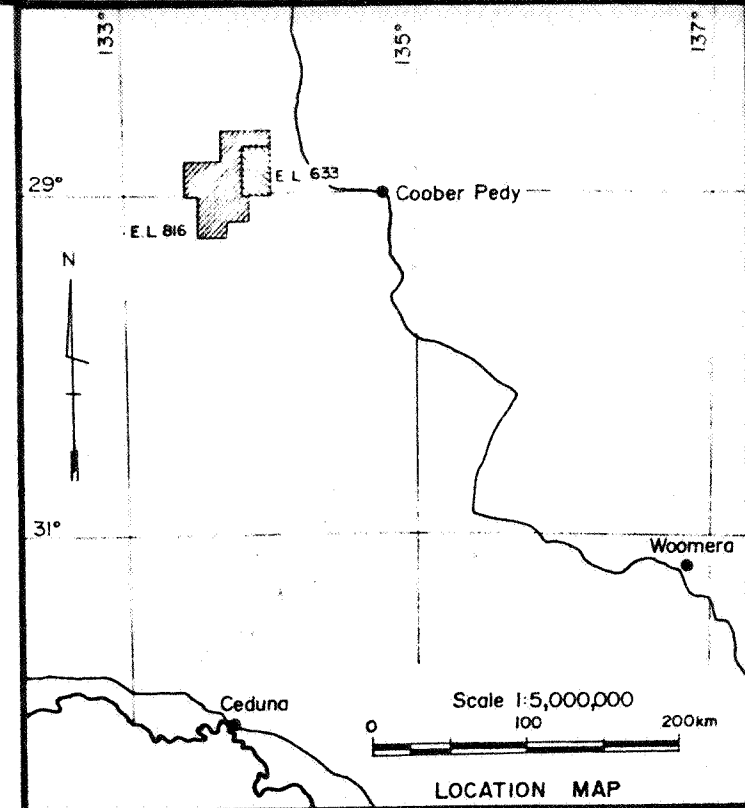 133°
135°
137°
29°
E L 633
Coober Pedy
E.L 816
N
31°
Woomera
Ceduna
Scale 1:5,000,000
0 100 200km
LOCATION MAP